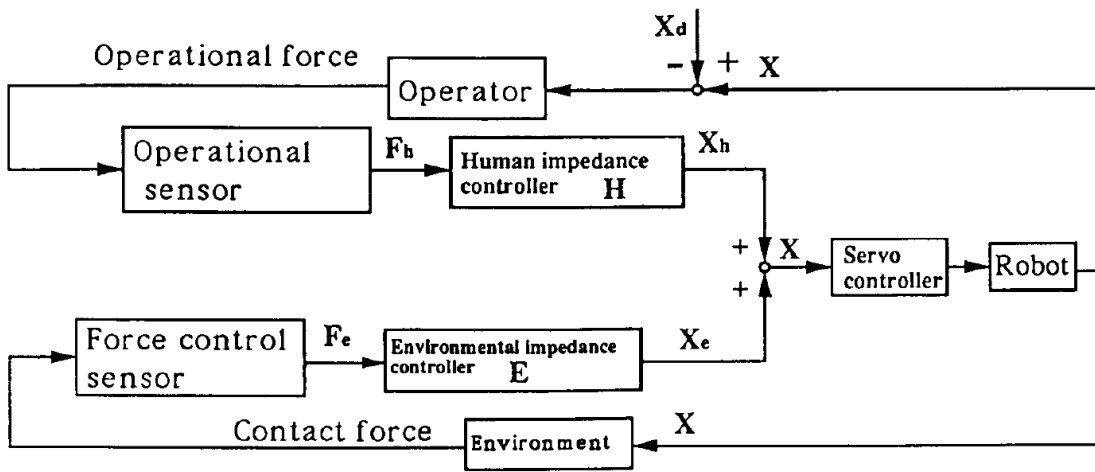 Xd
Operational force
− + X
Operator
Operational
sensor
Fh
Human impedance
controller H
Xh
+ X
+
Servo
controller
Robot
Force control
sensor
Fe
Environmental impedance
controller E
Xe
Contact force
Environment
X